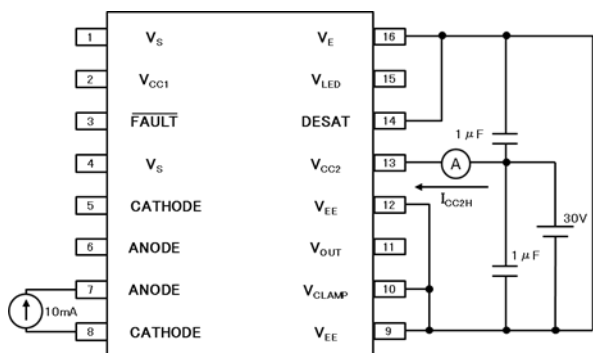 1 V_S V_E 16
2 V_CC1 V_LED 15
3 FAULT DESAT 14
1 μF
4 V_S V_CC2 13 A
I_CC2H
5 CATHODE V_EE 12
30V
6 ANODE V_OUT 11
1 μF
7 ANODE V_CLAMP 10
10mA
8 CATHODE V_EE 9